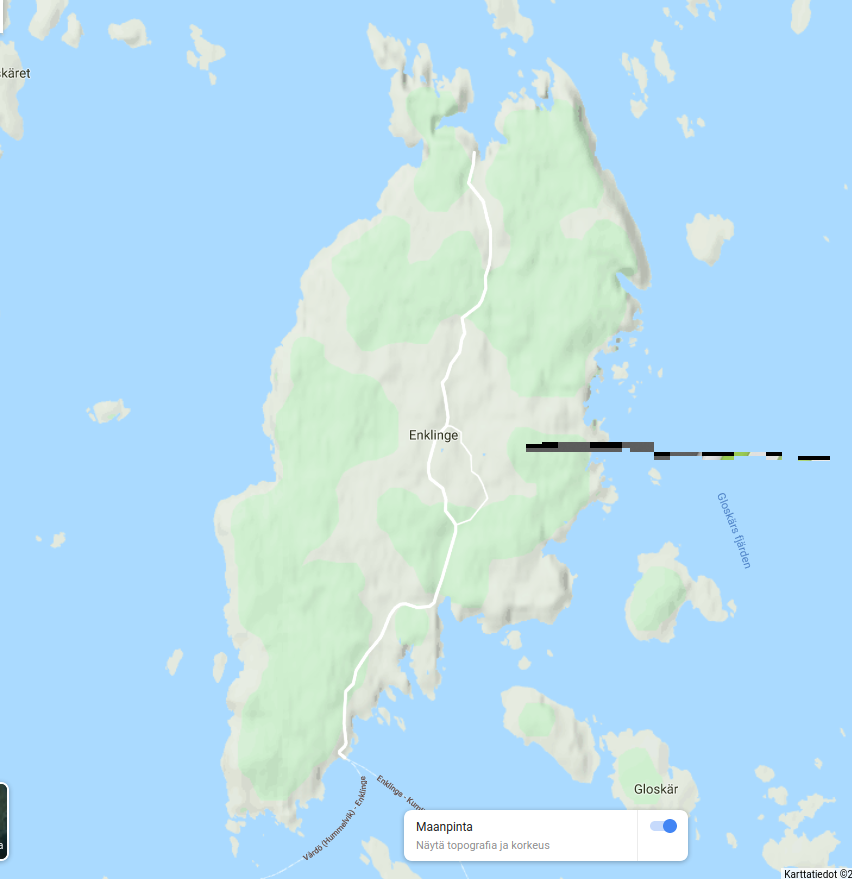 skäret
Enklinge
Gloskärs fjärden
Gloskär
Enklinge - Kum
Vårdö (Hummelvik) - Enklinge
Maanpinta
Näytä topografia ja korkeus
a
Karttatiedot ©2